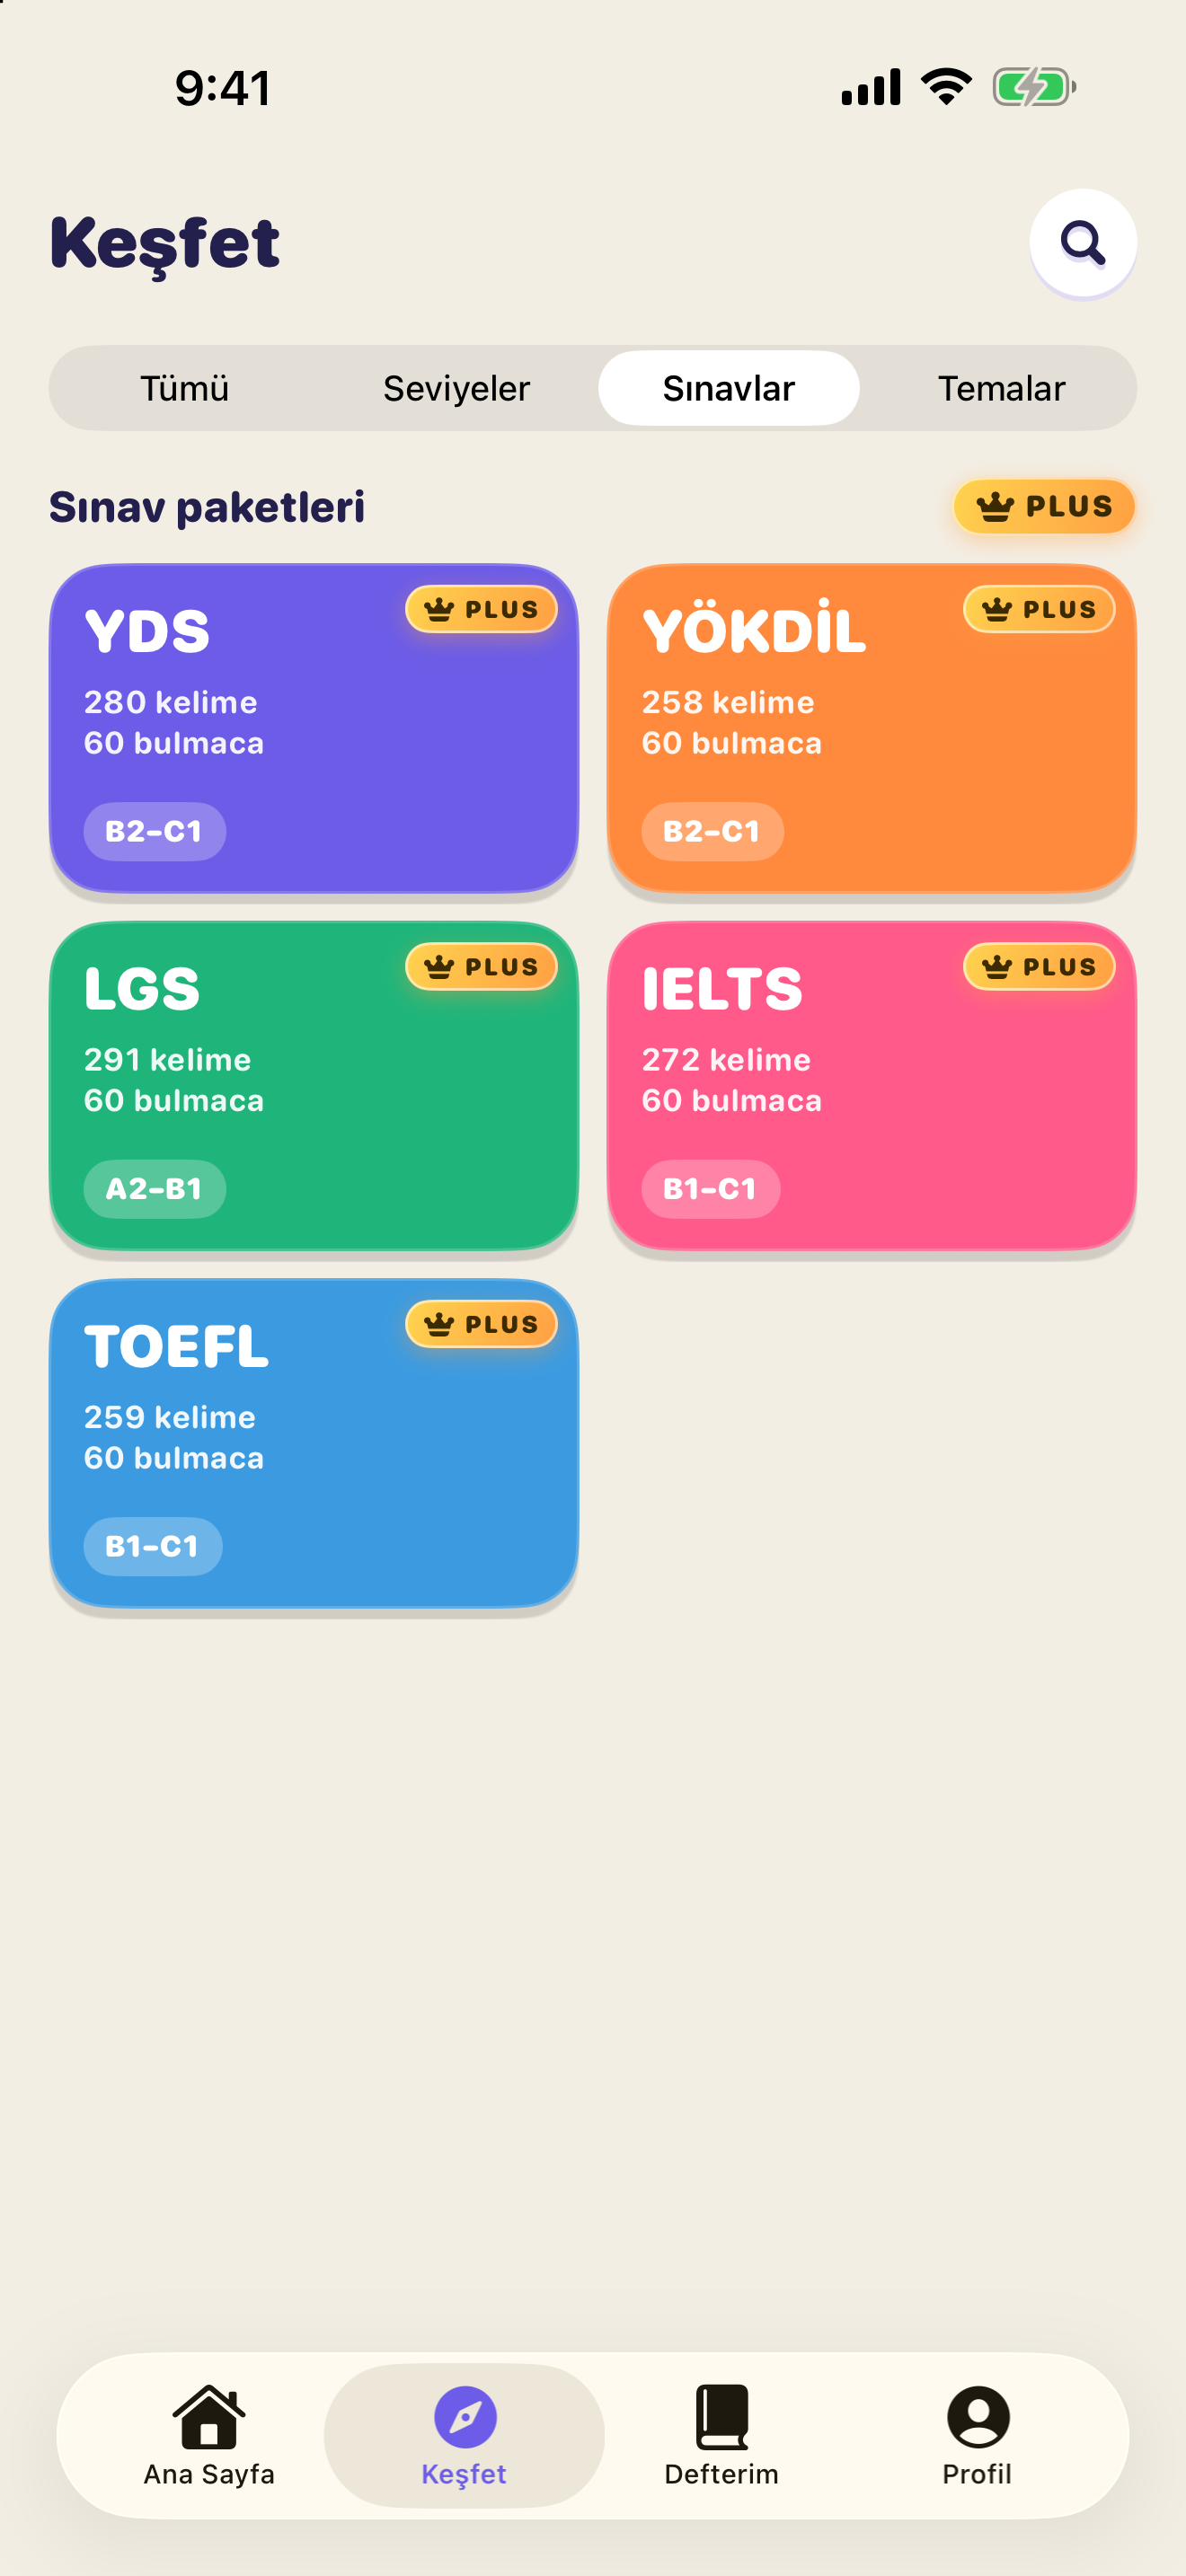 9:41
Keşfet
Tümü Seviyeler Sınavlar Temalar
Sınav paketleri PLUS
YDS PLUS
280 kelime
60 bulmaca
B2–C1
YÖKDİL PLUS
258 kelime
60 bulmaca
B2–C1
LGS PLUS
291 kelime
60 bulmaca
A2–B1
IELTS PLUS
272 kelime
60 bulmaca
B1–C1
TOEFL PLUS
259 kelime
60 bulmaca
B1–C1
Ana Sayfa Keşfet Defterim Profil